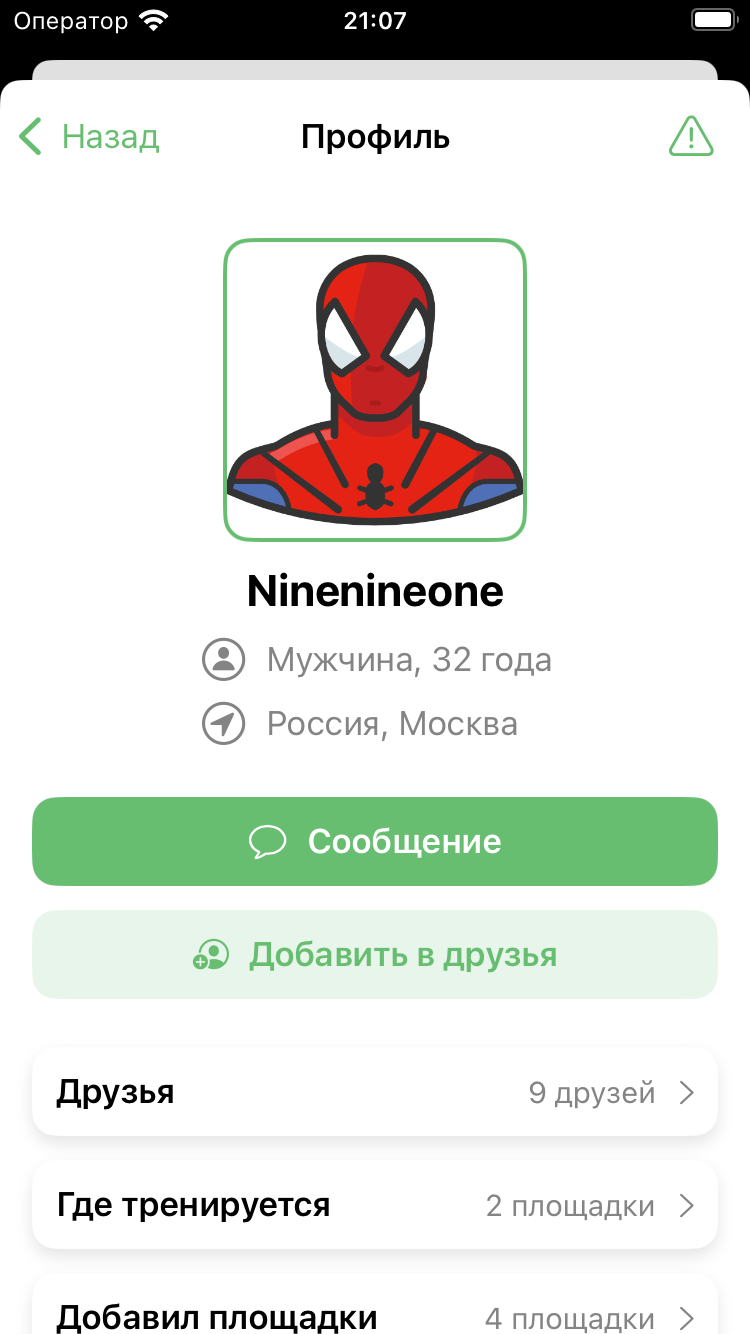 Оператор 21:07
Назад Профиль
Ninenineone
Мужчина, 32 года
Россия, Москва
Сообщение
Добавить в друзья
Друзья 9 друзей
Где тренируется 2 площадки
Добавил площадки 4 площадки